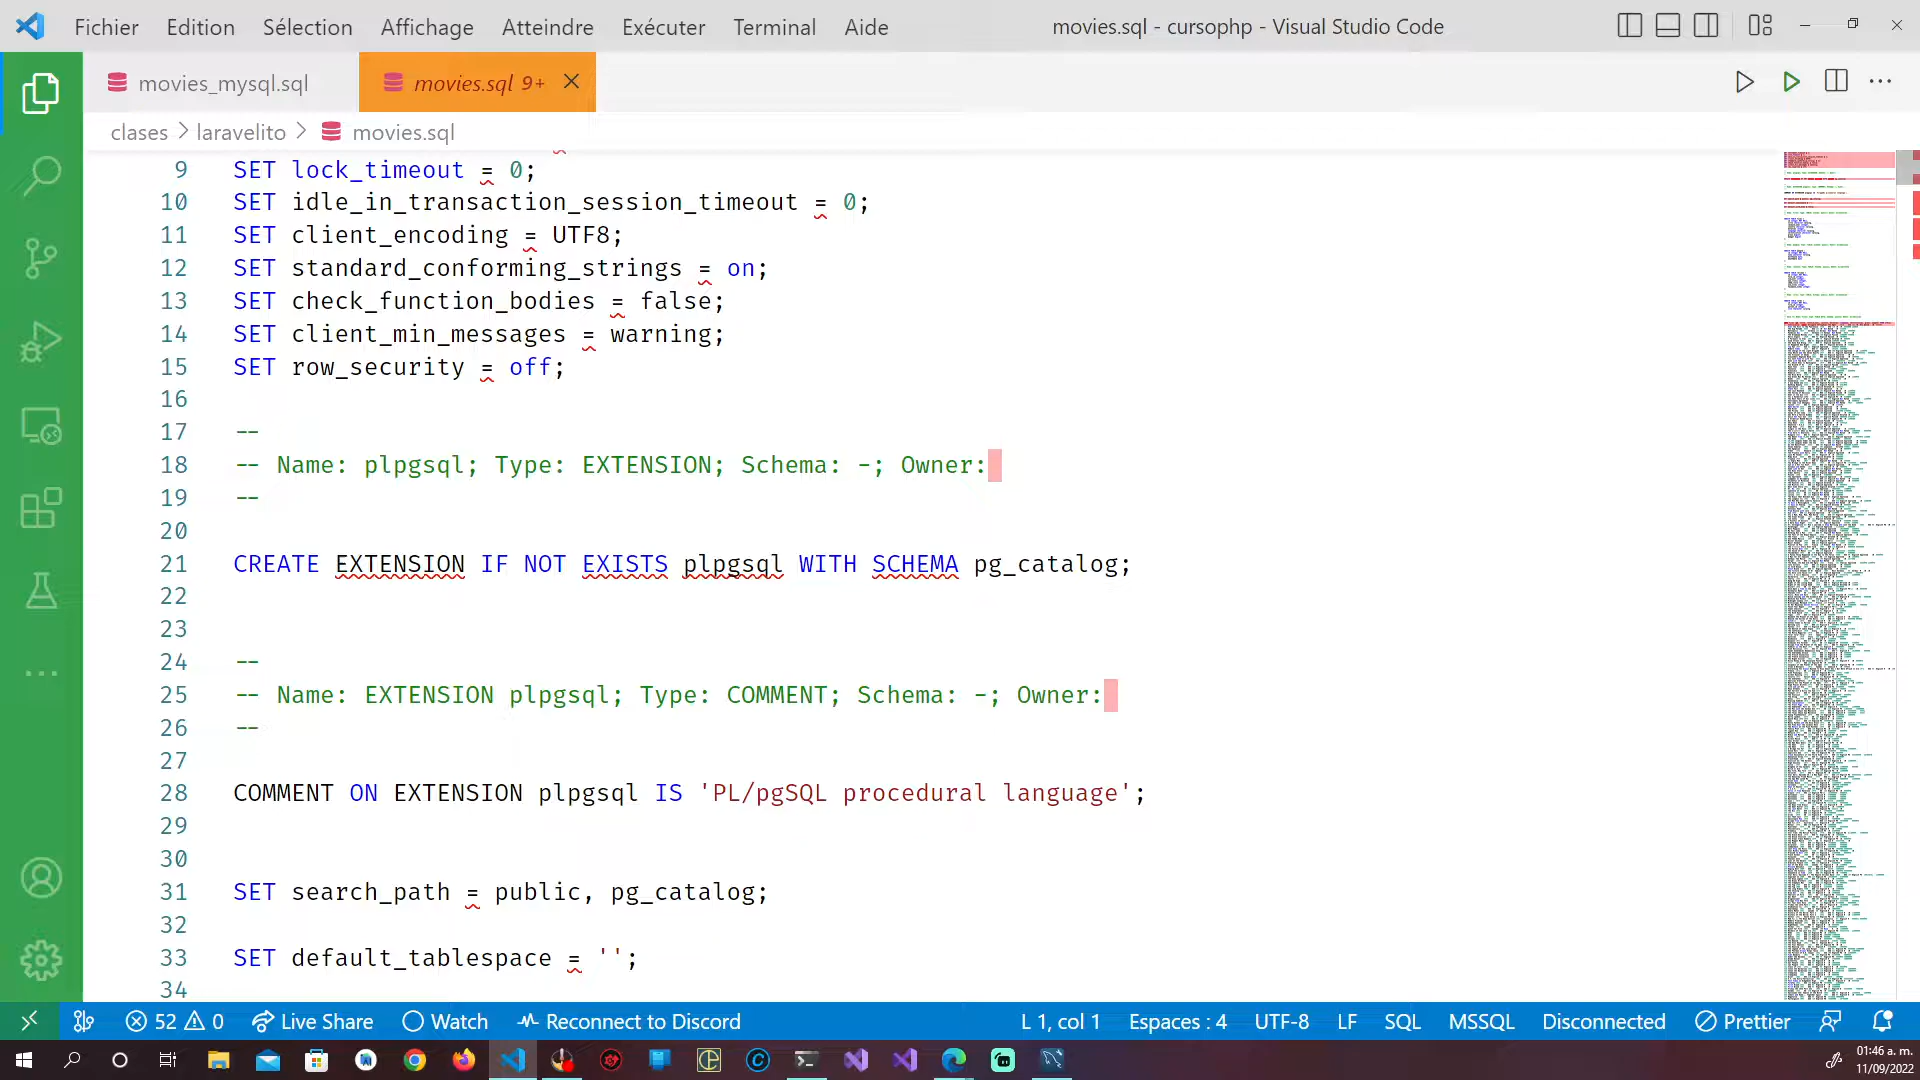 Fichier Edition Sélection Affichage Atteindre Exécuter Terminal Aide movies.sql - cursophp - Visual Studio Code
movies_mysql.sql movies.sql 9+
clases > laravelito > movies.sql
9 SET lock_timeout = 0;
10 SET idle_in_transaction_session_timeout = 0;
11 SET client_encoding = UTF8;
12 SET standard_conforming_strings = on;
13 SET check_function_bodies = false;
14 SET client_min_messages = warning;
15 SET row_security = off;
16
17 --
18 -- Name: plpgsql; Type: EXTENSION; Schema: -; Owner:
19 --
20
21 CREATE EXTENSION IF NOT EXISTS plpgsql WITH SCHEMA pg_catalog;
22
23
24 --
25 -- Name: EXTENSION plpgsql; Type: COMMENT; Schema: -; Owner:
26 --
27
28 COMMENT ON EXTENSION plpgsql IS 'PL/pgSQL procedural language';
29
30
31 SET search_path = public, pg_catalog;
32
33 SET default_tablespace = '';
34
52 0 Live Share Watch Reconnect to Discord L 1, col 1 Espaces : 4 UTF-8 LF SQL MSSQL Disconnected Prettier
01:46 a. m.
11/09/2022